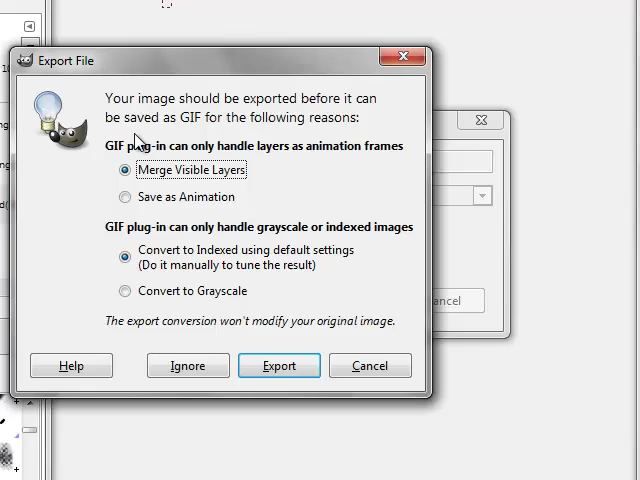 Export File
Your image should be exported before it can
be saved as GIF for the following reasons:
GIF plug-in can only handle layers as animation frames
Merge Visible Layers
Save as Animation
GIF plug-in can only handle grayscale or indexed images
Convert to Indexed using default settings
(Do it manually to tune the result)
Convert to Grayscale
The export conversion won't modify your original image.
Help
Ignore
Export
Cancel
ancel